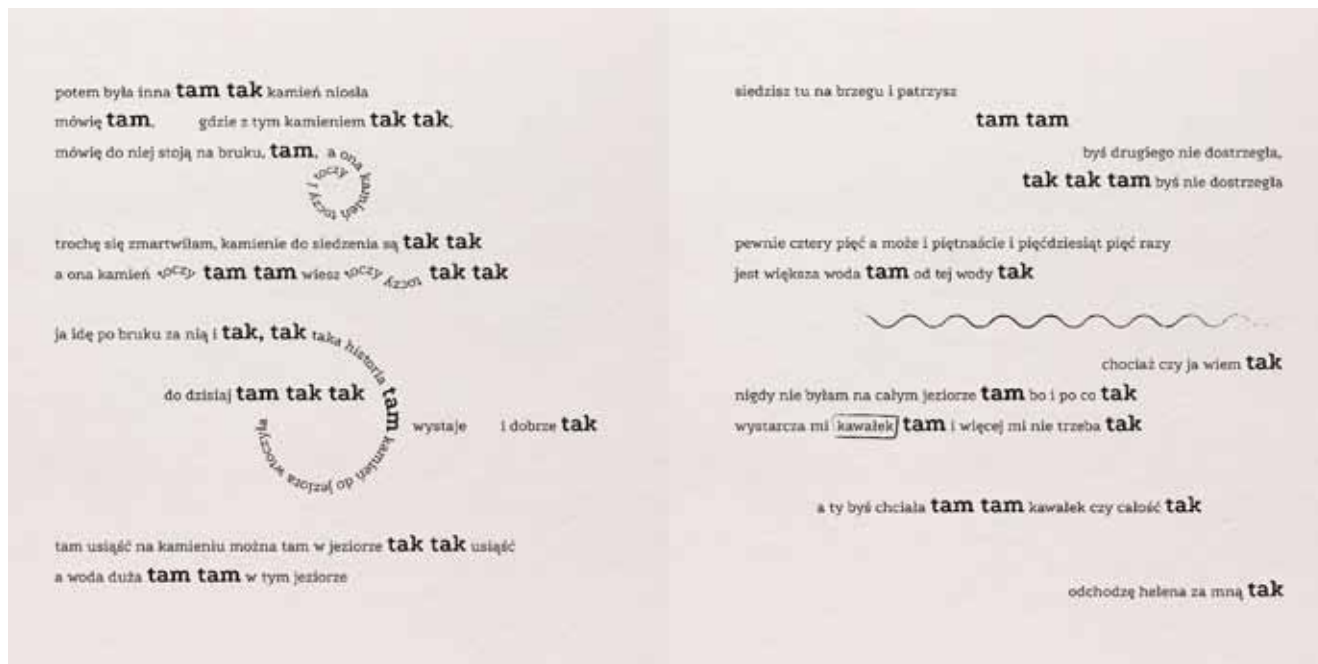 potem była inna tam tak kamień niosła
mówię tam, gdzie z tym kamieniem tak tak,
mówię do niej stoją na bruku, tam, a ona kamień toczy i toczy
trochę się zmartwiłam, kamienie do siedzenia są tak tak
a ona kamień toczy tam tam wiesz toczy toczy tak tak
ja idę po bruku za nią i tak, tak taka historia tam kamień do jeziora wtoczyła
do dzisiaj tam tak tak
wystaje i dobrze tak
tam usiąść na kamieniu można tam w jeziorze tak tak usiąść
a woda duża tam tam w tym jeziorze
siedzisz tu na brzegu i patrzysz
tam tam
byś drugiego nie dostrzegła,
tak tak tam byś nie dostrzegła
pewnie cztery pięć a może i piętnaście i pięćdziesiąt pięć razy
jest większa woda tam od tej wody tak
chociaż czy ja wiem tak
nigdy nie byłam na całym jeziorze tam bo i po co tak
wystarcza mi kawałek tam i więcej mi nie trzeba tak
a ty byś chciała tam tam kawałek czy całość tak
odchodzę helena za mną tak